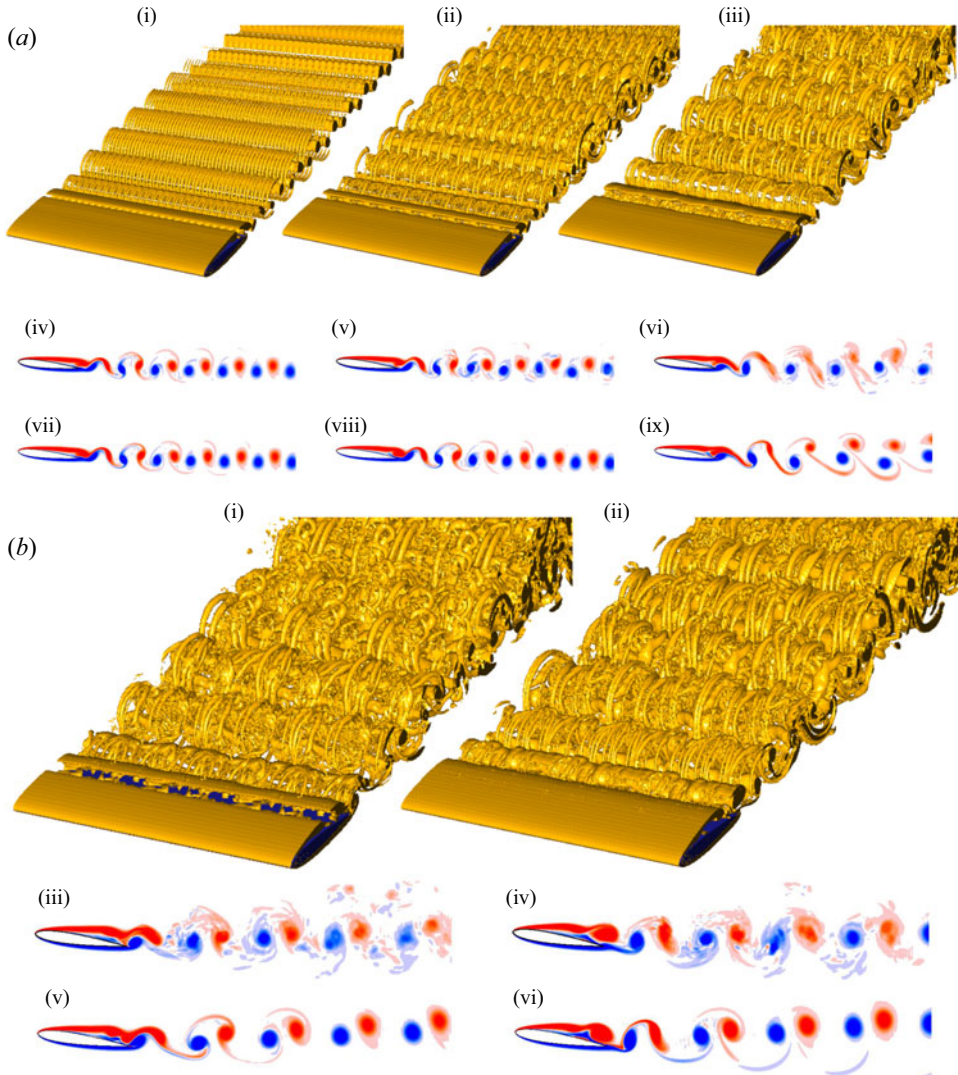 (i) (ii) (iii)
(a)
(iv) (v) (vi)
(vii) (viii) (ix)
(i) (ii)
(b)
(iii) (iv)
(v) (vi)